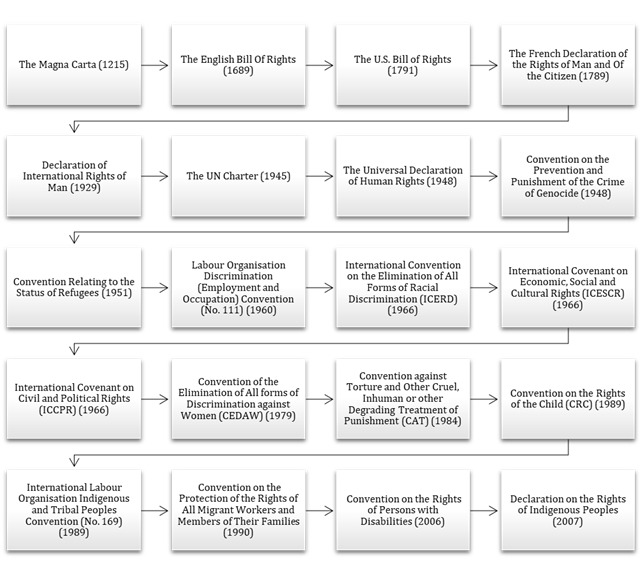 The Magna Carta (1215)
The English Bill Of Rights
(1689)
The U.S. Bill of Rights
(1791)
The French Declaration of
the Rights of Man and Of
the Citizen (1789)
Declaration of
International Rights of
Man (1929)
The UN Charter (1945)
The Universal Declaration
of Human Rights (1948)
Convention on the
Prevention and
Punishment of the Crime
of Genocide (1948)
Convention Relating to the
Status of Refugees (1951)
Labour Organisation
Discrimination
(Employment and
Occupation) Convention
(No. 111) (1960)
International Convention
on the Elimination of All
Forms of Racial
Discrimination (ICERD)
(1966)
International Covenant on
Economic, Social and
Cultural Rights (ICESCR)
(1966)
International Covenant on
Civil and Political Rights
(ICCPR) (1966)
Convention of the
Elimination of All forms of
Discrimination against
Women (CEDAW) (1979)
Convention against
Torture and Other Cruel,
Inhuman or other
Degrading Treatment of
Punishment (CAT) (1984)
Convention on the Rights
of the Child (CRC) (1989)
International Labour
Organisation Indigenous
and Tribal Peoples
Convention (No. 169)
(1989)
Convention on the
Protection of the Rights of
All Migrant Workers and
Members of Their Families
(1990)
Convention on the Rights
of Persons with
Disabilities (2006)
Declaration on the Rights
of Indigenous Peoples
(2007)